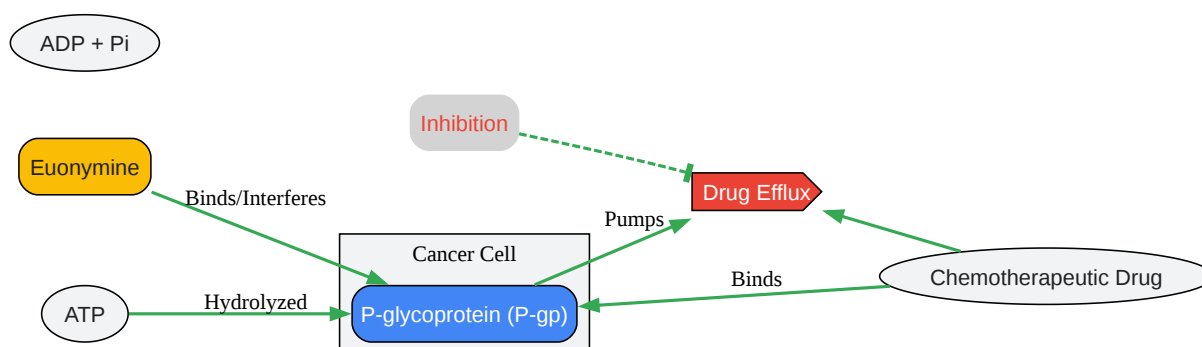 ADP + Pi
Inhibition
Euonymine
Drug Efflux
Binds/Interferes
Pumps
Cancer Cell
Chemotherapeutic Drug
Binds
Hydrolyzed
ATP
P-glycoprotein (P-gp)